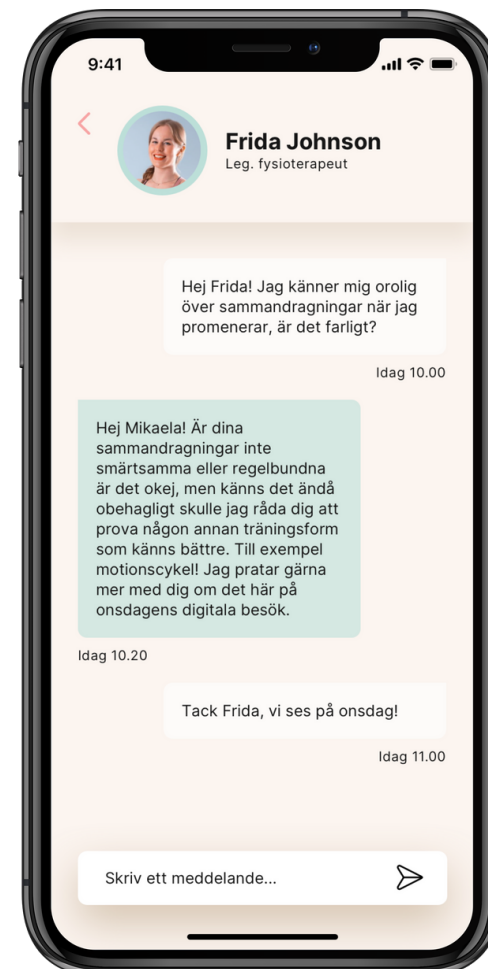 9:41
Frida Johnson
Leg. fysioterapeut
Hej Frida! Jag känner mig orolig
över sammandragningar när jag
promenerar, är det farligt?
Idag 10.00
Hej Mikaela! Är dina
sammandragningar inte
smärtsamma eller regelbundna
är det okej, men känns det ändå
obehagligt skulle jag råda dig att
prova någon annan träningsform
som känns bättre. Till exempel
motionscykel! Jag pratar gärna
mer med dig om det här på
onsdagens digitala besök.
Idag 10.20
Tack Frida, vi ses på onsdag!
Idag 11.00
Skriv ett meddelande...